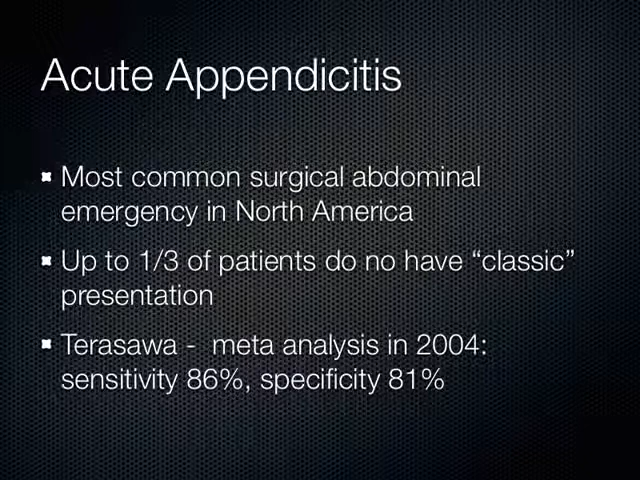 Acute Appendicitis
Most common surgical abdominal
emergency in North America
Up to 1/3 of patients do no have “classic”
presentation
Terasawa -  meta analysis in 2004:
sensitivity 86%, specificity 81%